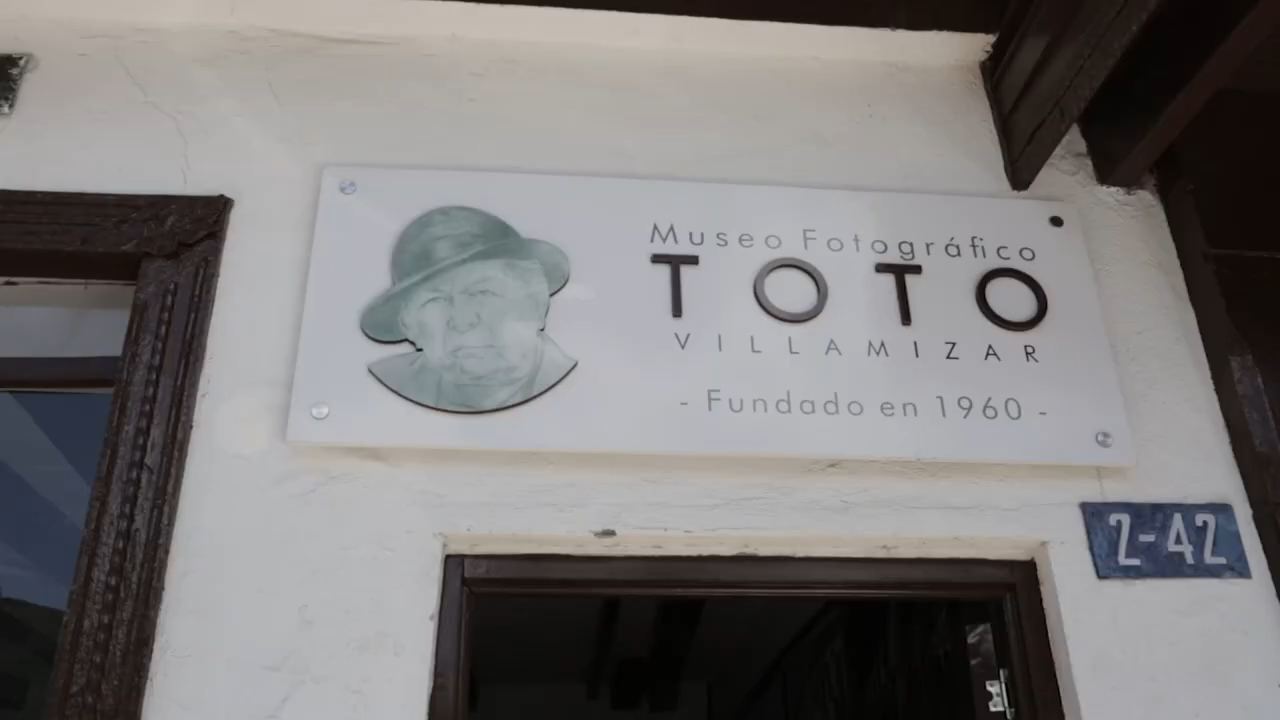 Museo Fotográfico
TOTO
VILLAMIZAR
- Fundado en 1960 -
2-42